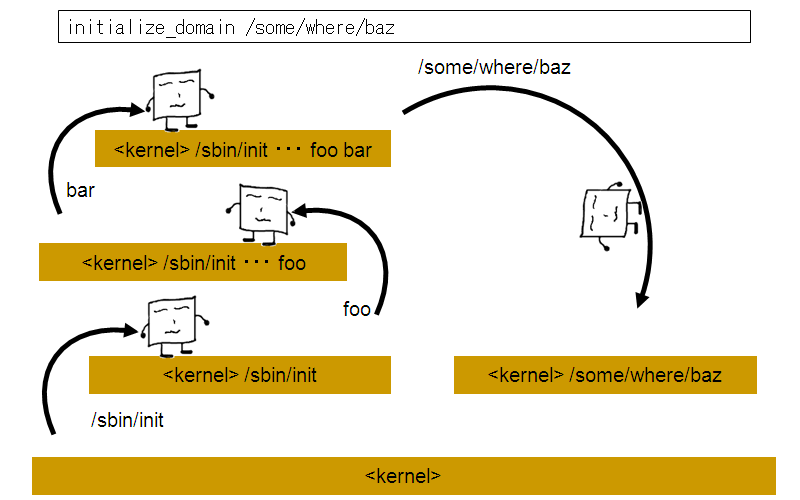 initialize_domain /some/where/baz
/some/where/baz
<kernel> /sbin/init ･･･ foo bar
bar
<kernel> /sbin/init ･･･ foo
foo
<kernel> /sbin/init
<kernel> /some/where/baz
/sbin/init
<kernel>